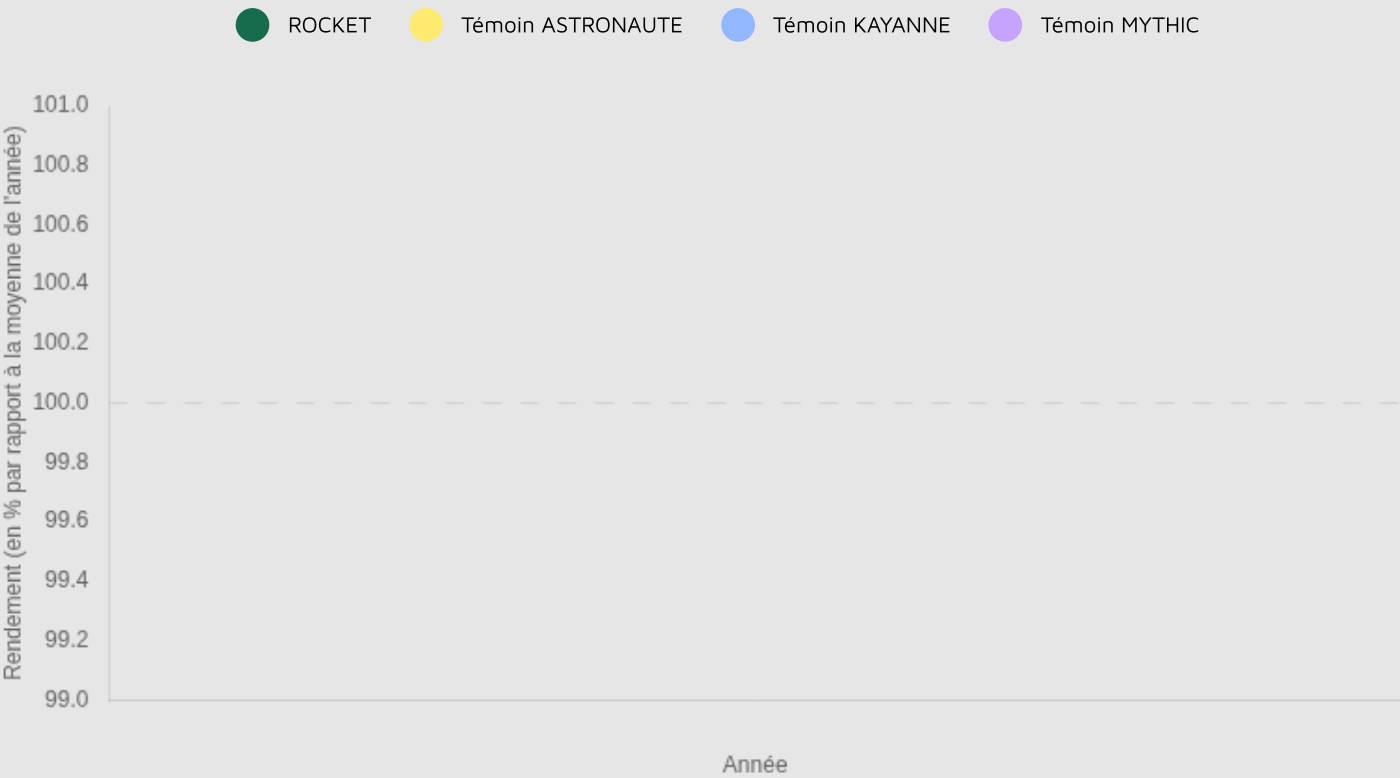 ROCKET
Témoin ASTRONAUTE
Témoin KAYANNE
Témoin MYTHIC
Rendement (en % par rapport à la moyenne de l'année)
101.0
100.8
100.6
100.4
100.2
100.0
99.8
99.6
99.4
99.2
99.0
Année